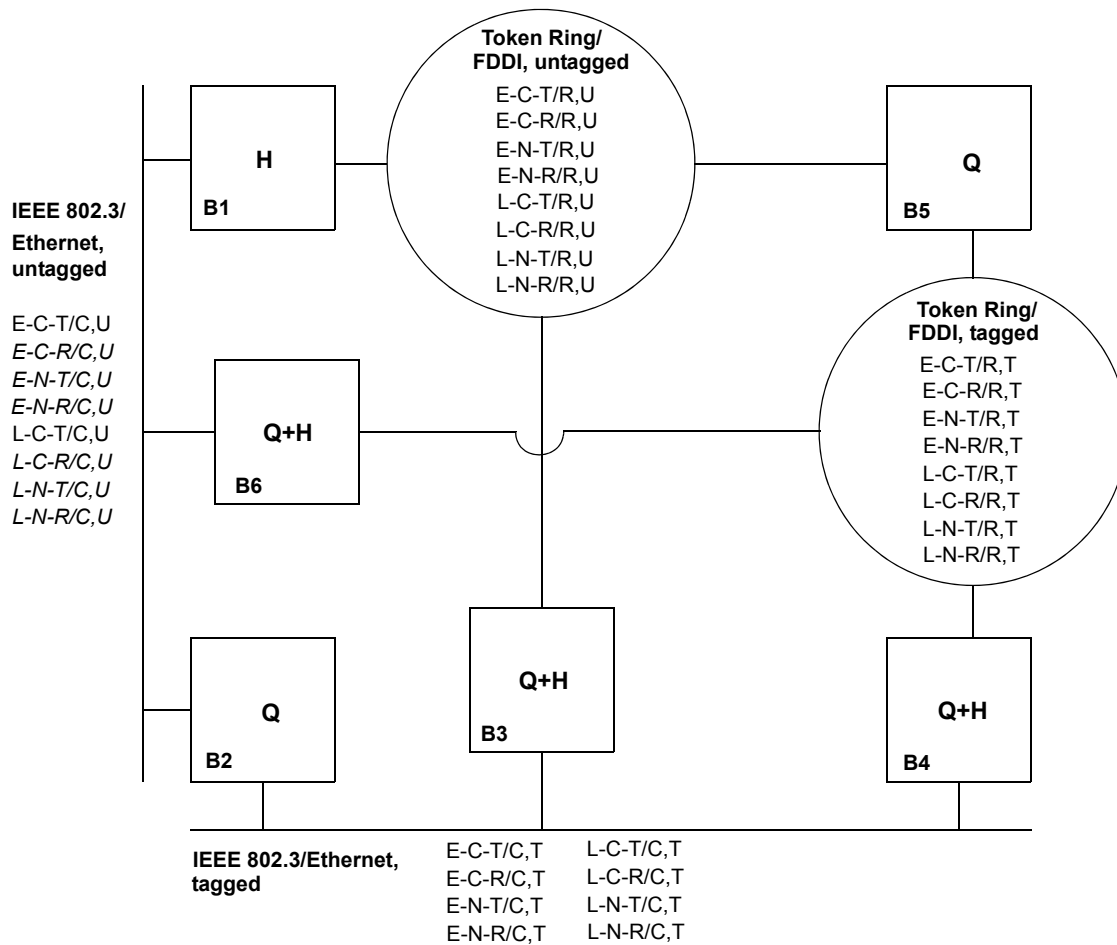 Token Ring/
FDDI, untagged
E-C-T/R,U
E-C-R/R,U
E-N-T/R,U
E-N-R/R,U
L-C-T/R,U
L-C-R/R,U
L-N-T/R,U
L-N-R/R,U
H
B1
Q
B5
IEEE 802.3/
Ethernet,
untagged
E-C-T/C,U
E-C-R/C,U
E-N-T/C,U
E-N-R/C,U
L-C-T/C,U
L-C-R/C,U
L-N-T/C,U
L-N-R/C,U
Token Ring/
FDDI, tagged
E-C-T/R,T
E-C-R/R,T
E-N-T/R,T
E-N-R/R,T
L-C-T/R,T
L-C-R/R,T
L-N-T/R,T
L-N-R/R,T
Q+H
B6
Q
B2
Q+H
B3
Q+H
B4
IEEE 802.3/Ethernet,
tagged
E-C-T/C,T
E-C-R/C,T
E-N-T/C,T
E-N-R/C,T
L-C-T/C,T
L-C-R/C,T
L-N-T/C,T
L-N-R/C,T